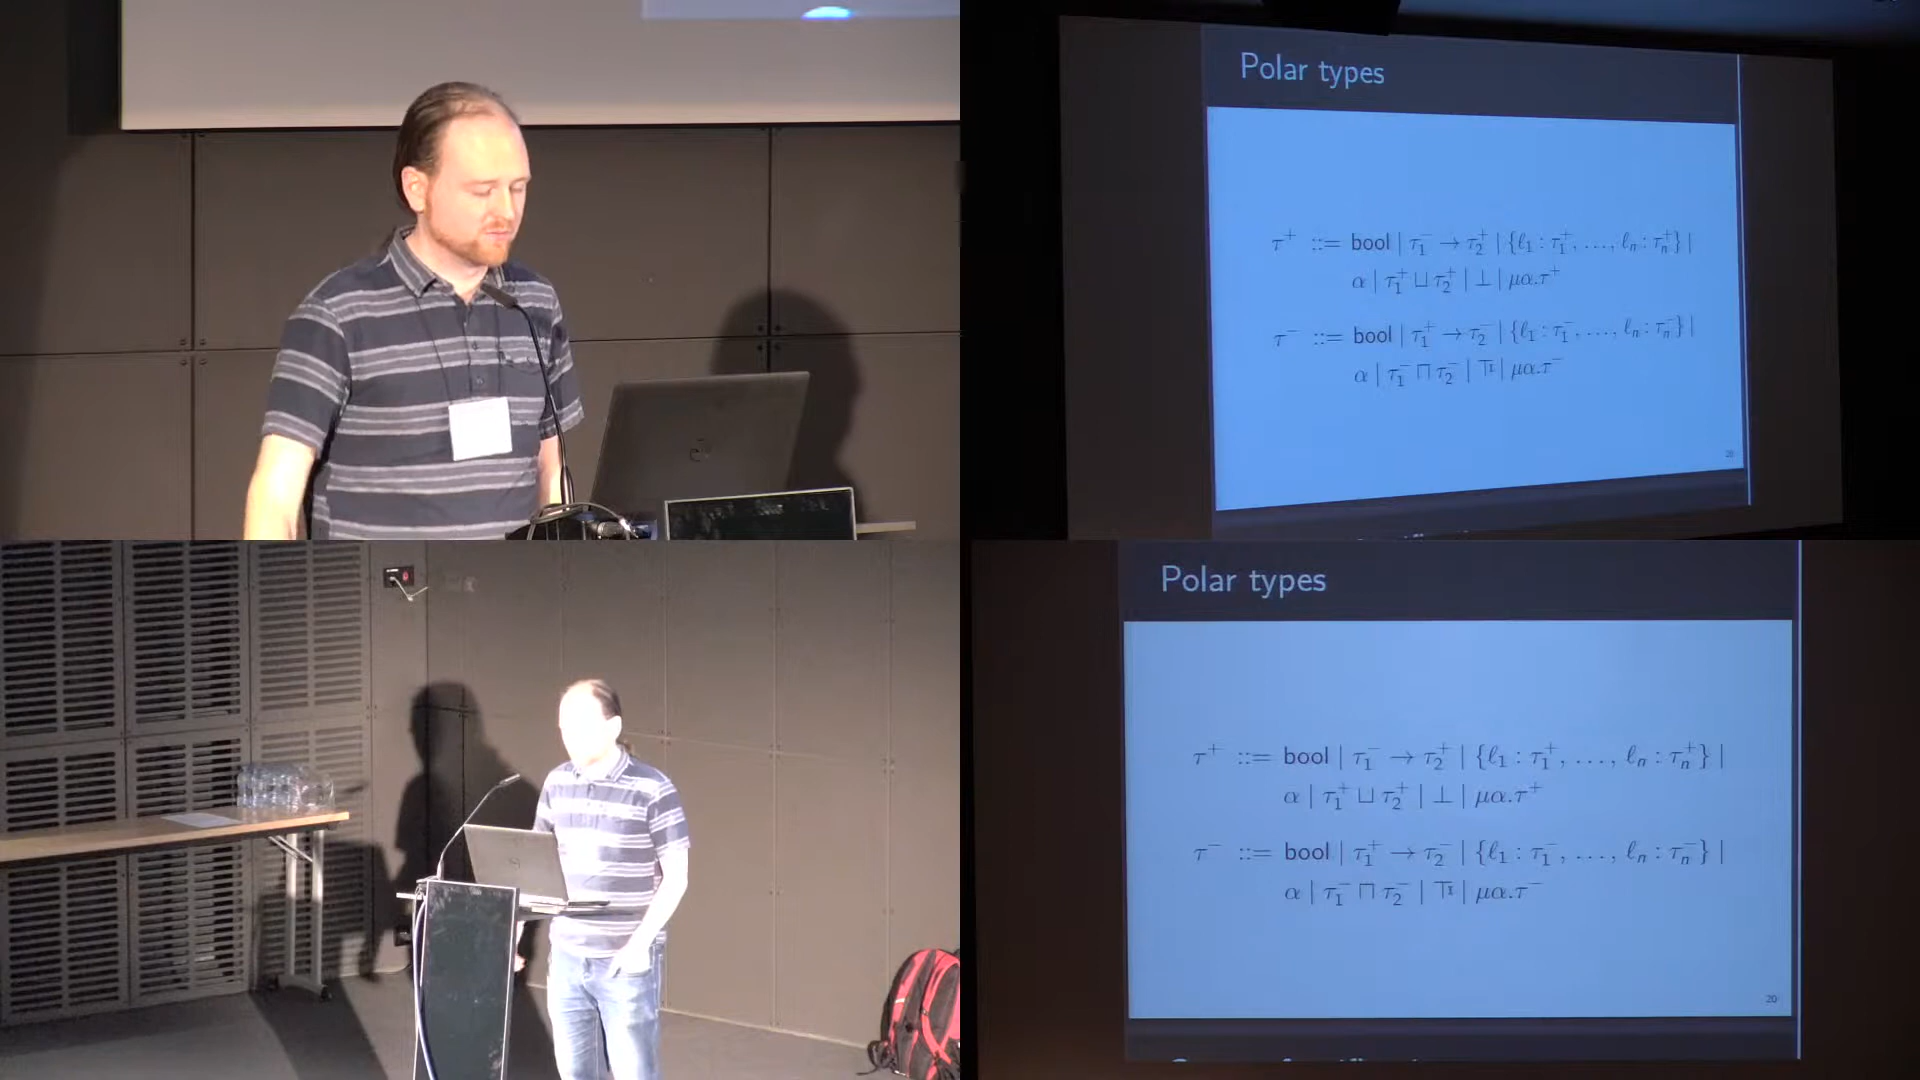 Polar types
τ⁺ ::= bool | τ₁⁻ → τ₂⁺ | {ℓ₁ : τ₁⁺, …, ℓₙ : τₙ⁺} |
α | τ₁⁺ ⊔ τ₂⁺ | ⊥ | μα.τ⁺
τ⁻ ::= bool | τ₁⁺ → τ₂⁻ | {ℓ₁ : τ₁⁻, …, ℓₙ : τₙ⁻} |
α | τ₁⁻ ⊓ τ₂⁻ | ⊤ | μα.τ⁻
20
Polar types
τ⁺ ::= bool | τ₁⁻ → τ₂⁺ | {ℓ₁ : τ₁⁺, …, ℓₙ : τₙ⁺} |
α | τ₁⁺ ⊔ τ₂⁺ | ⊥ | μα.τ⁺
τ⁻ ::= bool | τ₁⁺ → τ₂⁻ | {ℓ₁ : τ₁⁻, …, ℓₙ : τₙ⁻} |
α | τ₁⁻ ⊓ τ₂⁻ | ⊤ | μα.τ⁻
20